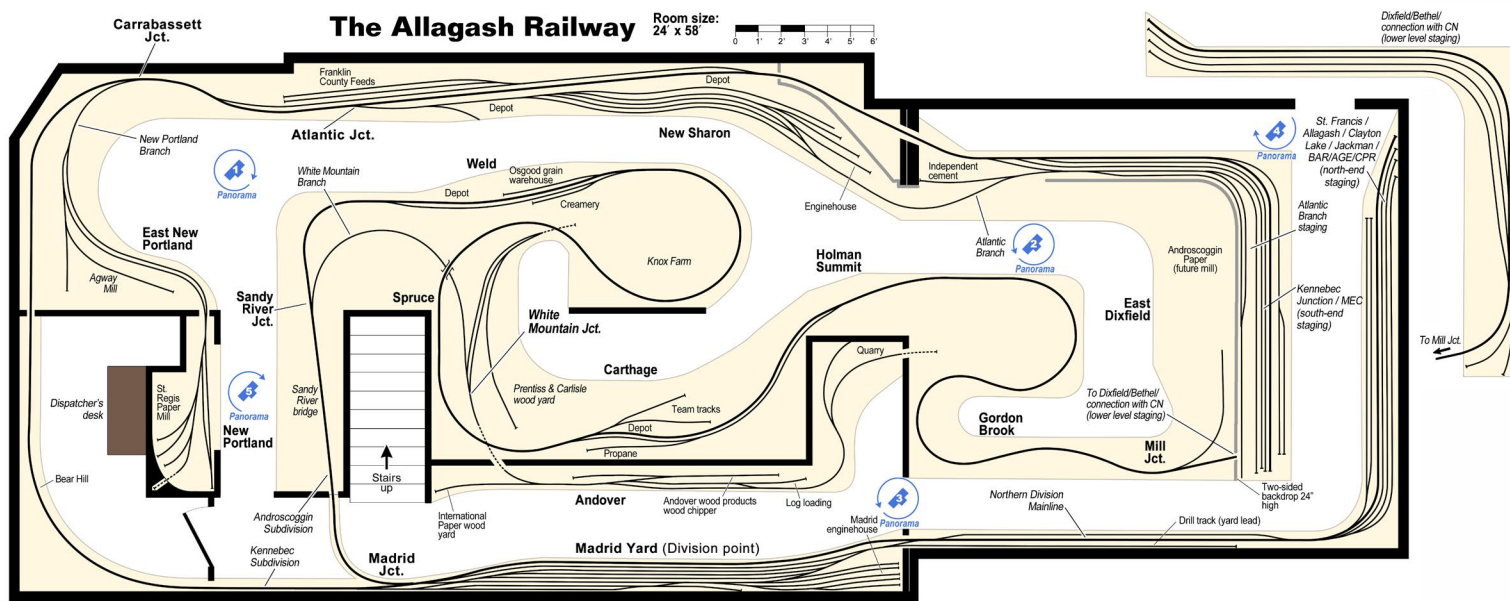 The Allagash Railway
Room size:
24′ x 58′
0 1′ 2′ 3′ 4′ 5′ 6′
Dixfield/Bethel/
connection with CN
(lower level staging)
Carrabassett
Jct.
Franklin
County Feeds
Depot
Depot
Atlantic Jct.
New Sharon
New Portland
Branch
1
Panorama
White Mountain
Branch
Weld
Osgood grain
warehouse
Depot
Creamery
Enginehouse
Independent
cement
4
Panorama
St. Francis /
Allagash / Clayton
Lake / Jackman /
BAR/AGE/CPR
(north-end
staging)
Atlantic
Branch
staging
East New
Portland
Agway
Mill
Knox Farm
Holman
Summit
Atlantic
Branch
2
Panorama
Androscoggin
Paper
(future mill)
Kennebec
Junction / MEC
(south-end
staging)
Sandy
River
Jct.
Spruce
White
Mountain Jct.
East
Dixfield
To Mill Jct.
Dispatcher's
desk
St.
Regis
Paper
Mill
5
Panorama
New
Portland
Sandy
River
bridge
Prentiss & Carlisle
wood yard
Carthage
Quarry
Team tracks
Depot
Propane
To Dixfield/Bethel/
connection with CN
(lower level staging)
Gordon
Brook
Mill
Jct.
Bear Hill
Stairs
up
Andover
International
Paper wood
yard
Andover wood products
wood chipper
Log loading
3
Panorama
Madrid
enginehouse
Northern Division
Mainline
Two-sided
backdrop 24"
high
Drill track (yard lead)
Androscoggin
Subdivision
Kennebec
Subdivision
Madrid
Jct.
Madrid Yard (Division point)